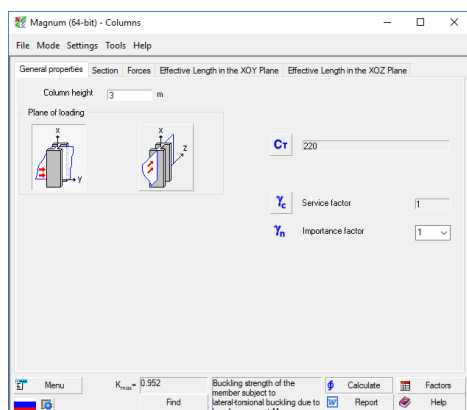 Magnum (64-bit) - Columns
File Mode Settings Tools Help
General properties Section Forces Effective Length in the XOY Plane Effective Length in the XOZ Plane
Column height 3 m
Plane of loading
X Y
X Z
Cт 220
γc Service factor 1
γn Importance factor 1
Menu Kmax= 0.952 Buckling strength of the Calculate Factors
member subject to
Find lateral-torsional buckling due to Report Help